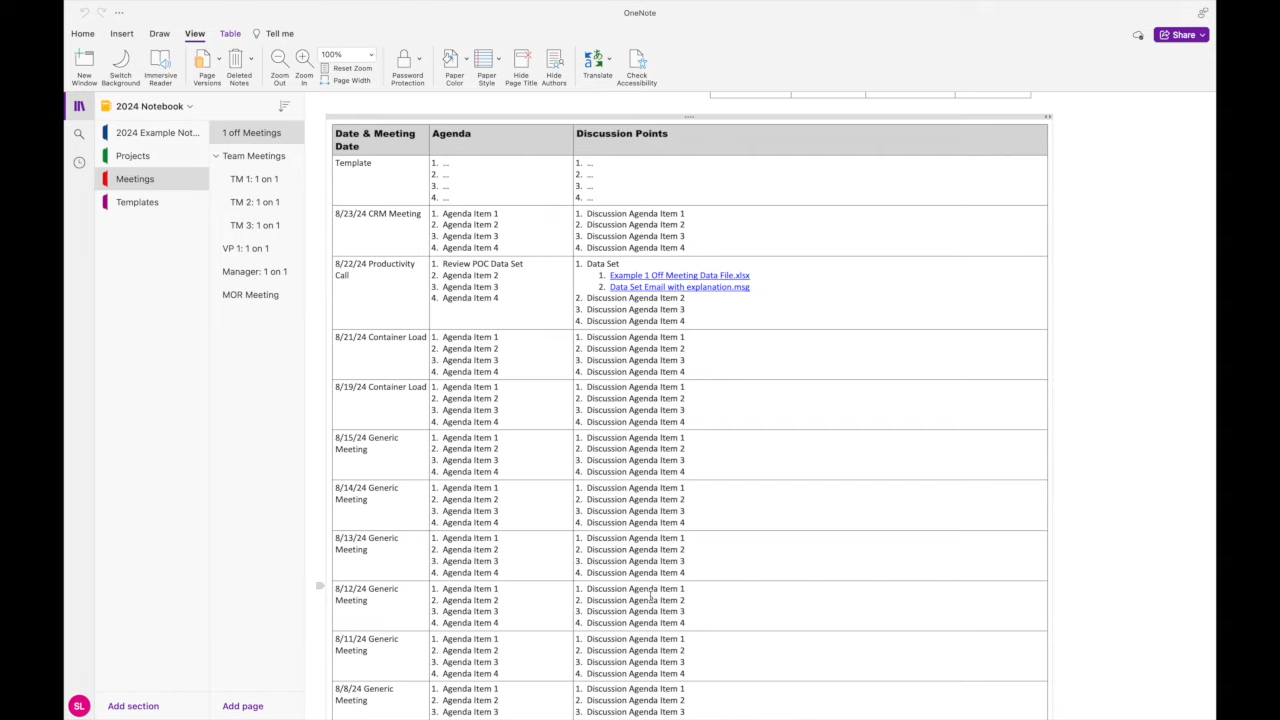 OneNote
Home Insert Draw View Table Tell me
Share
100%
Reset Zoom
Page Width
New Window
Switch Background
Immersive Reader
Page Versions
Deleted Notes
Zoom Out
Zoom In
Password Protection
Paper Color
Paper Style
Hide Page Title
Hide Authors
Translate
Check Accessibility
2024 Notebook
2024 Example Not...
Projects
Meetings
Templates
1 off Meetings
Team Meetings
TM 1: 1 on 1
TM 2: 1 on 1
TM 3: 1 on 1
VP 1: 1 on 1
Manager: 1 on 1
MOR Meeting
Date & Meeting Date
Agenda
Discussion Points
Template
1. ...
2. ...
3. ...
4. ...
1. ...
2. ...
3. ...
4. ...
8/23/24 CRM Meeting
1. Agenda Item 1
2. Agenda Item 2
3. Agenda Item 3
4. Agenda Item 4
1. Discussion Agenda Item 1
2. Discussion Agenda Item 2
3. Discussion Agenda Item 3
4. Discussion Agenda Item 4
8/22/24 Productivity Call
1. Review POC Data Set
2. Agenda Item 2
3. Agenda Item 3
4. Agenda Item 4
1. Data Set
1. Example 1 Off Meeting Data File.xlsx
2. Data Set Email with explanation.msg
2. Discussion Agenda Item 2
3. Discussion Agenda Item 3
4. Discussion Agenda Item 4
8/21/24 Container Load
1. Agenda Item 1
2. Agenda Item 2
3. Agenda Item 3
4. Agenda Item 4
1. Discussion Agenda Item 1
2. Discussion Agenda Item 2
3. Discussion Agenda Item 3
4. Discussion Agenda Item 4
8/19/24 Container Load
1. Agenda Item 1
2. Agenda Item 2
3. Agenda Item 3
4. Agenda Item 4
1. Discussion Agenda Item 1
2. Discussion Agenda Item 2
3. Discussion Agenda Item 3
4. Discussion Agenda Item 4
8/15/24 Generic Meeting
1. Agenda Item 1
2. Agenda Item 2
3. Agenda Item 3
4. Agenda Item 4
1. Discussion Agenda Item 1
2. Discussion Agenda Item 2
3. Discussion Agenda Item 3
4. Discussion Agenda Item 4
8/14/24 Generic Meeting
1. Agenda Item 1
2. Agenda Item 2
3. Agenda Item 3
4. Agenda Item 4
1. Discussion Agenda Item 1
2. Discussion Agenda Item 2
3. Discussion Agenda Item 3
4. Discussion Agenda Item 4
8/13/24 Generic Meeting
1. Agenda Item 1
2. Agenda Item 2
3. Agenda Item 3
4. Agenda Item 4
1. Discussion Agenda Item 1
2. Discussion Agenda Item 2
3. Discussion Agenda Item 3
4. Discussion Agenda Item 4
8/12/24 Generic Meeting
1. Agenda Item 1
2. Agenda Item 2
3. Agenda Item 3
4. Agenda Item 4
1. Discussion Agenda Item 1
2. Discussion Agenda Item 2
3. Discussion Agenda Item 3
4. Discussion Agenda Item 4
8/11/24 Generic Meeting
1. Agenda Item 1
2. Agenda Item 2
3. Agenda Item 3
4. Agenda Item 4
1. Discussion Agenda Item 1
2. Discussion Agenda Item 2
3. Discussion Agenda Item 3
4. Discussion Agenda Item 4
8/8/24 Generic Meeting
1. Agenda Item 1
2. Agenda Item 2
3. Agenda Item 3
1. Discussion Agenda Item 1
2. Discussion Agenda Item 2
3. Discussion Agenda Item 3
SL
Add section
Add page